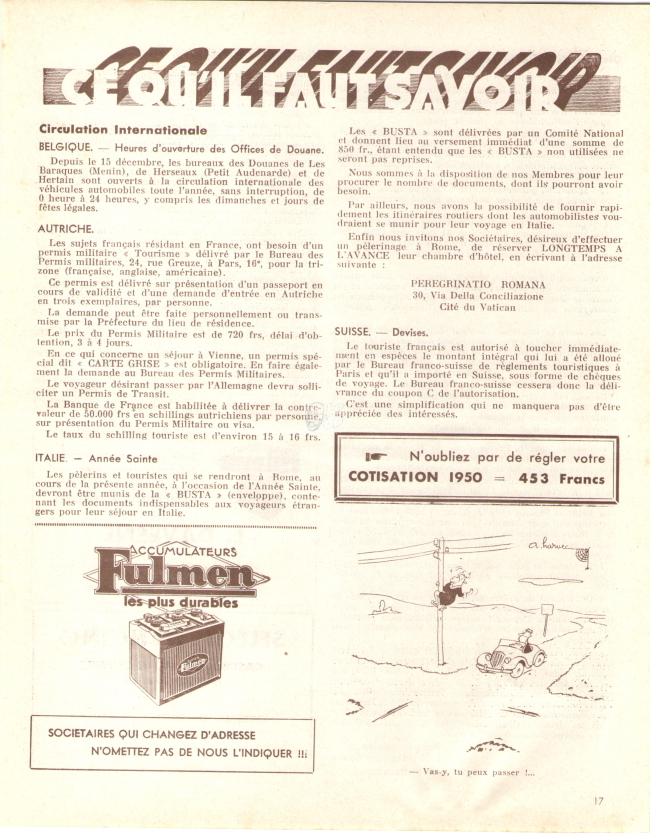 CE QU'IL FAUT SAVOIR
Circulation Internationale
BELGIQUE. — Heures d'ouverture des Offices de Douane.
Depuis le 15 décembre, les bureaux des Douanes de Les
Baraques (Menin), de Herseaux (Petit Audenarde) et de
Hertain sont ouverts à la circulation internationale des
véhicules automobiles toute l'année, sans interruption, de
0 heure à 24 heures, y compris les dimanches et jours de
fêtes légales.
AUTRICHE.
Les sujets français résidant en France, ont besoin d'un
permis militaire « Tourisme » délivré par le Bureau des
Permis militaires, 24, rue Greuze, à Pars, 16e, pour la tri-
zone (française, anglaise, américaine).
Ce permis est délivré sur présentation d'un passeport en
cours de validité et d'une demande d'entrée en Autriche
en trois exemplaires, par personne.
La demande peut être faite personnellement ou trans-
mise par la Préfecture du lieu de résidence.
Le prix du Permis Militaire est de 720 frs, délai d'ob-
tention, 3 à 4 jours.
En ce qui concerne un séjour à Vienne, un permis spé-
cial dit « CARTE GRISE » est obligatoire. En faire égale-
ment la demande au Bureau des Permis Militaires.
Le voyageur désirant passer par l'Allemagne devra solli-
citer un Permis de Transit.
La Banque de France est habilitée à délivrer la contre-
valeur de 50.000 frs en schillings autrichiens par personne,
sur présentation du Permis Militaire ou visa.
Le taux du schilling touriste est d'environ 15 à 16 frs.
ITALIE. — Année Sainte
Les pèlerins et touristes qui se rendront à Rome, au
cours de la présente année, à l'occasion de l'Année Sainte,
devront être munis de la « BUSTA » (enveloppe), conte-
nant les documents indispensables aux voyageurs étran-
gers pour leur séjour en Italie.
ACCUMULATEURS
Fulmen
les plus durables
Fulmen
SOCIETAIRES QUI CHANGEZ D'ADRESSE
N'OMETTEZ PAS DE NOUS L'INDIQUER !!!
Les « BUSTA » sont délivrées par un Comité National
et donnent lieu au versement immédiat d'une somme de
850 fr., étant entendu que les « BUSTA » non utilisées ne
seront pas reprises.
Nous sommes à la disposition de nos Membres pour leur
procurer le nombre de documents, dont ils pourront avoir
besoin.
Par ailleurs, nous avons la possibilité de fournir rapi-
dement les itinéraires routiers dont les automobilistes vou-
draient se munir pour leur voyage en Italie.
Enfin nous invitons nos Sociétaires, désireux d'effectuer
un pèlerinage à Rome, de réserver LONGTEMPS A
L'AVANCE leur chambre d'hôtel, en écrivant à l'adresse
suivante :
PEREGRINATIO ROMANA
30, Via Della Conciliazione
Cité du Vatican
SUISSE. — Devises.
Le touriste français est autorisé à toucher immédiate-
ment en espèces le montant intégral qui lui a été alloué
par le Bureau franco-suisse de règlements touristiques à
Paris et qu'il a importé en Suisse, sous forme de chèques
de voyage. Le Bureau franco-suisse cessera donc la déli-
vrance du coupon C de l'autorisation.
C'est une simplification qui ne manquera pas d'être
appréciée des intéressés.
N'oubliez par de régler votre
COTISATION 1950 = 453 Francs
— Vas-y, tu peux passer !...
17